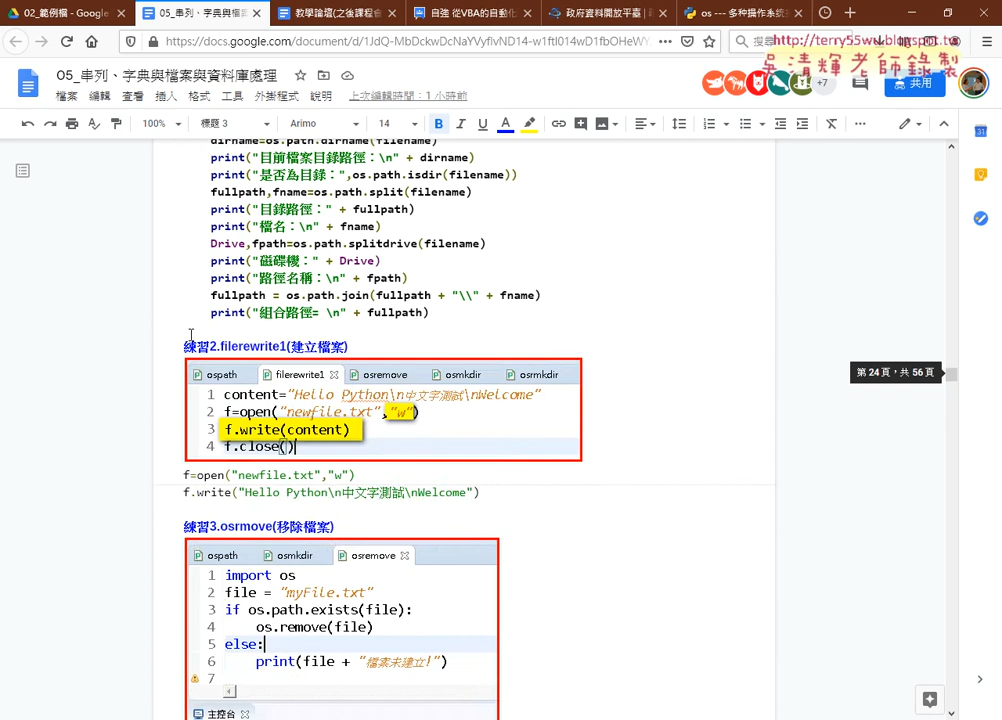 02_範例檔 - Google
05_串列、字典與檔案
教學論壇(之後課程會
自強 從VBA的自動化
政府資料開放平臺
os --- 多种操作系统
https://docs.google.com/document/d/1JdQ-MbDckwDcNaYVyfivND14-w1ftl014wD1fbOHeWY
http://terry55wu.blogspot.tw
吳清輝老師錄製
05_串列、字典與檔案與資料庫處理
檔案 編輯 查看 插入 格式 工具 外掛程式 說明 上次編輯時間：1 小時前
+7
共用
100% 標題 3 Arimo 14
dirname=os.path.dirname(filename)
print("目前檔案目錄路徑：\n" + dirname)
print("是否為目錄：",os.path.isdir(filename))
fullpath,fname=os.path.split(filename)
print("目錄路徑：" + fullpath)
print("檔名：\n" + fname)
Drive,fpath=os.path.splitdrive(filename)
print("磁碟機：" + Drive)
print("路徑名稱：\n" + fpath)
fullpath = os.path.join(fullpath + "\\" + fname)
print("組合路徑= \n" + fullpath)
練習2.filerewrite1(建立檔案)
ospath filerewrite1 osremove osmkdir osrmdir
1 content="Hello Python\n中文字測試\nWelcome"
2 f=open("newfile.txt","w")
3 f.write(content)
4 f.close()
f=open("newfile.txt","w")
f.write("Hello Python\n中文字測試\nWelcome")
第 24 頁，共 56 頁
練習3.osrmove(移除檔案)
ospath osmkdir osremove
1 import os
2 file = "myFile.txt"
3 if os.path.exists(file):
4 os.remove(file)
5 else:
6 print(file + "檔案未建立!")
7
主控台